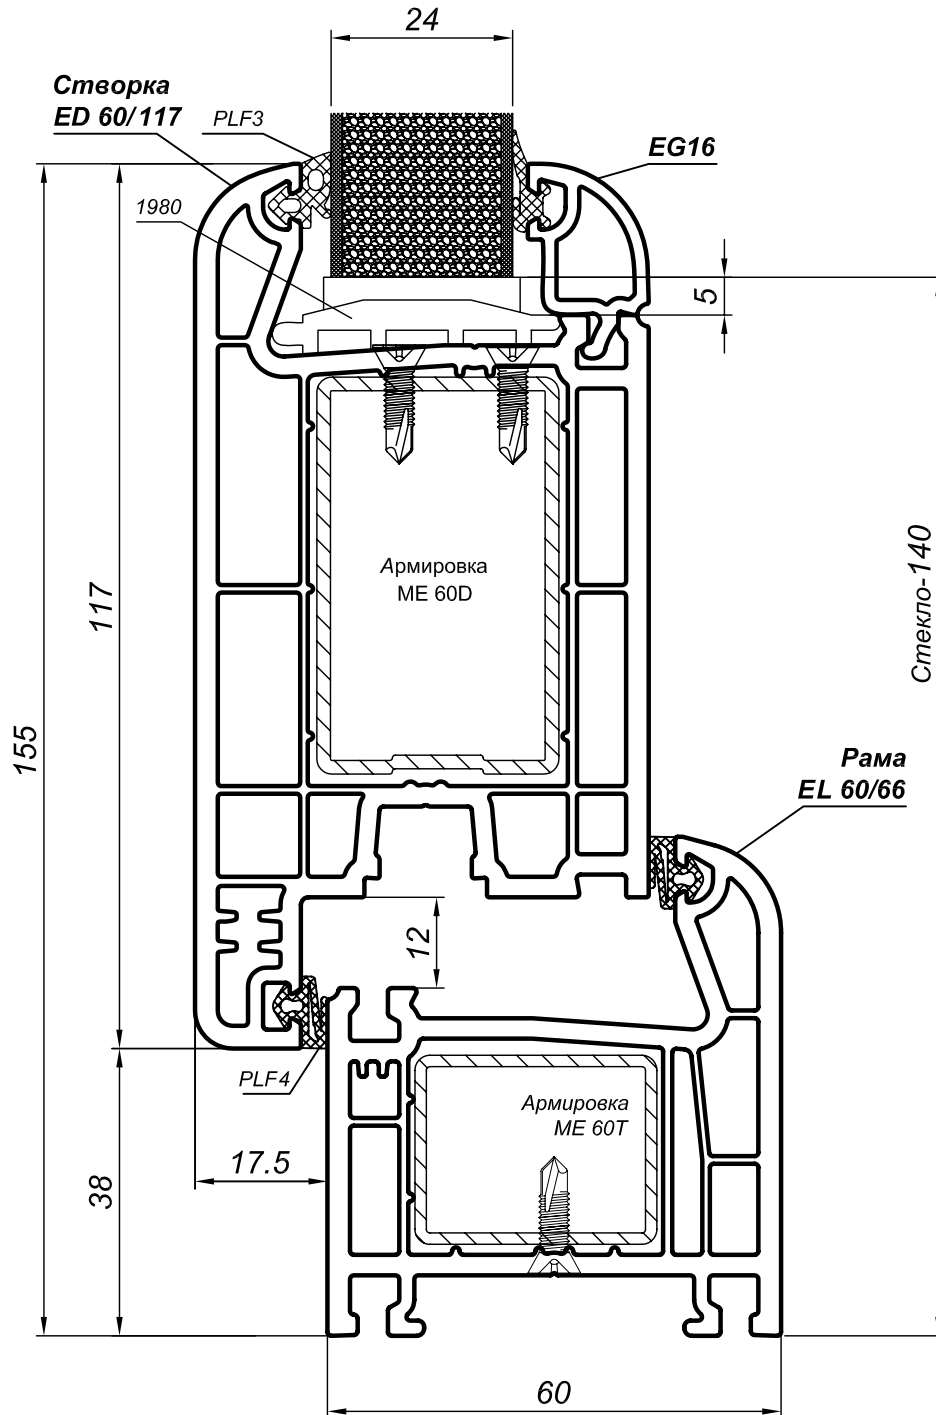 24
Створка
ED 60/117
PLF3
EG16
1980
5
Армировка
ME 60D
117
Стекло-140
155
Рама
EL 60/66
12
PLF4
Армировка
ME 60T
17.5
38
60